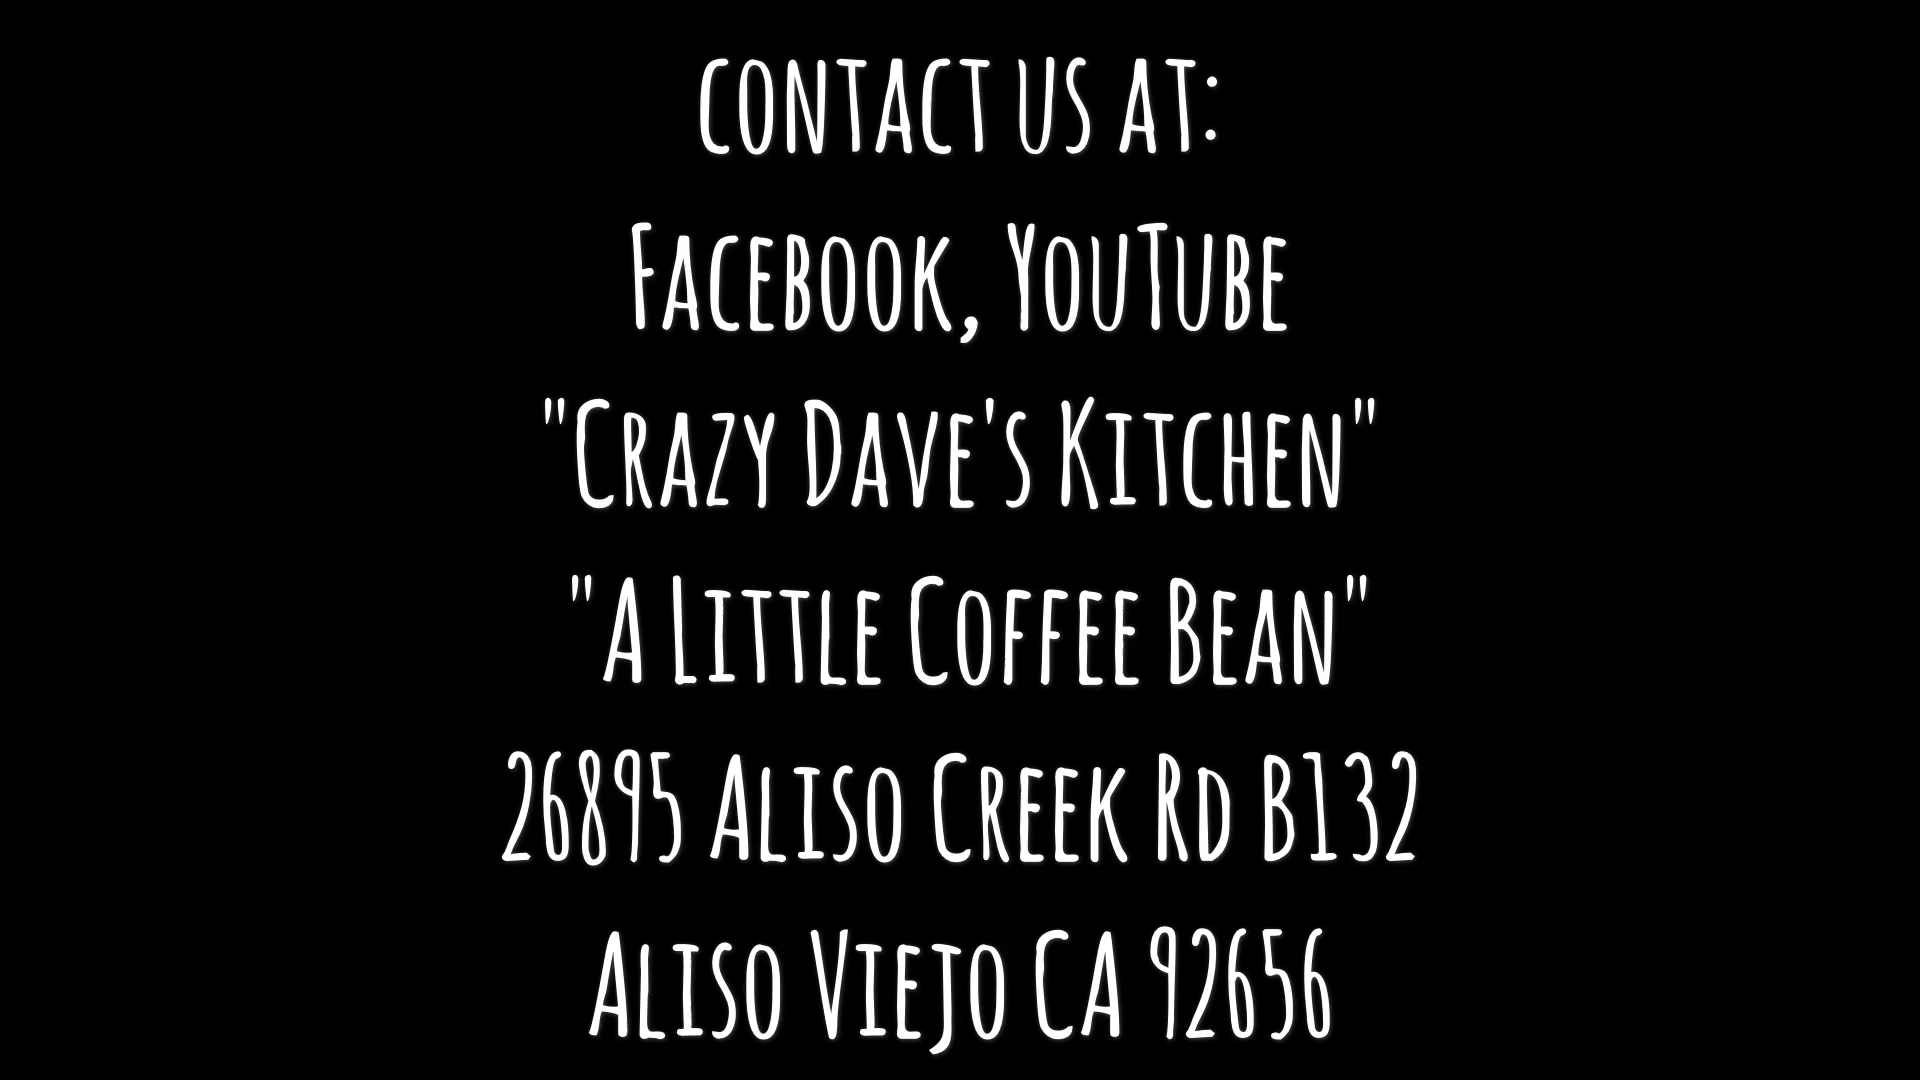 CONTACT US AT:
FACEBOOK, YOUTUBE
"CRAZY DAVE'S KITCHEN"
"A LITTLE COFFEE BEAN"
26895 ALISO CREEK RD B132
ALISO VIEJO CA 92656